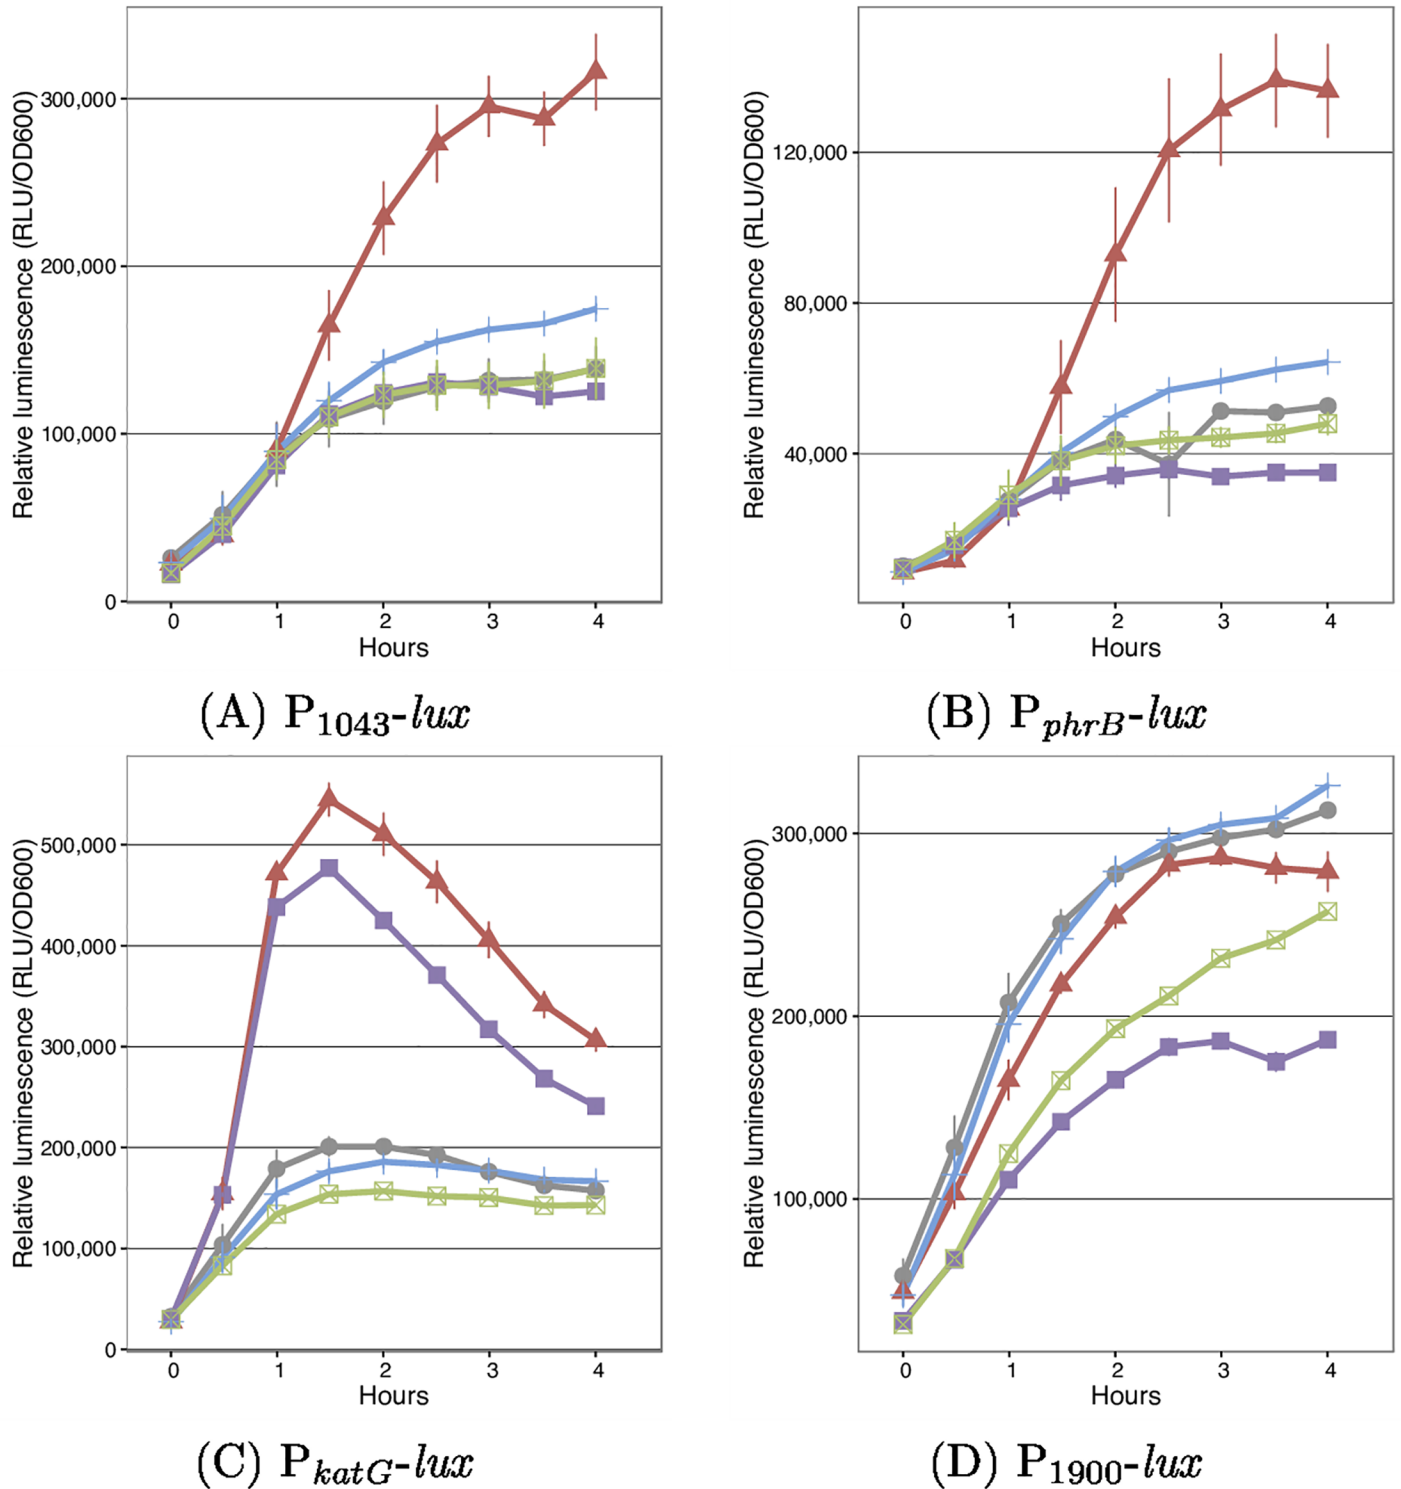 Relative luminescence (RLU/OD600)
300,000
200,000
100,000
0
0 1 2 3 4
Hours
(A) P1043-lux
Relative luminescence (RLU/OD600)
120,000
80,000
40,000
0 1 2 3 4
Hours
(B) PphrB-lux
Relative luminescence (RLU/OD600)
500,000
400,000
300,000
200,000
100,000
0
0 1 2 3 4
Hours
(C) PkatG-lux
Relative luminescence (RLU/OD600)
300,000
200,000
100,000
0 1 2 3 4
Hours
(D) P1900-lux